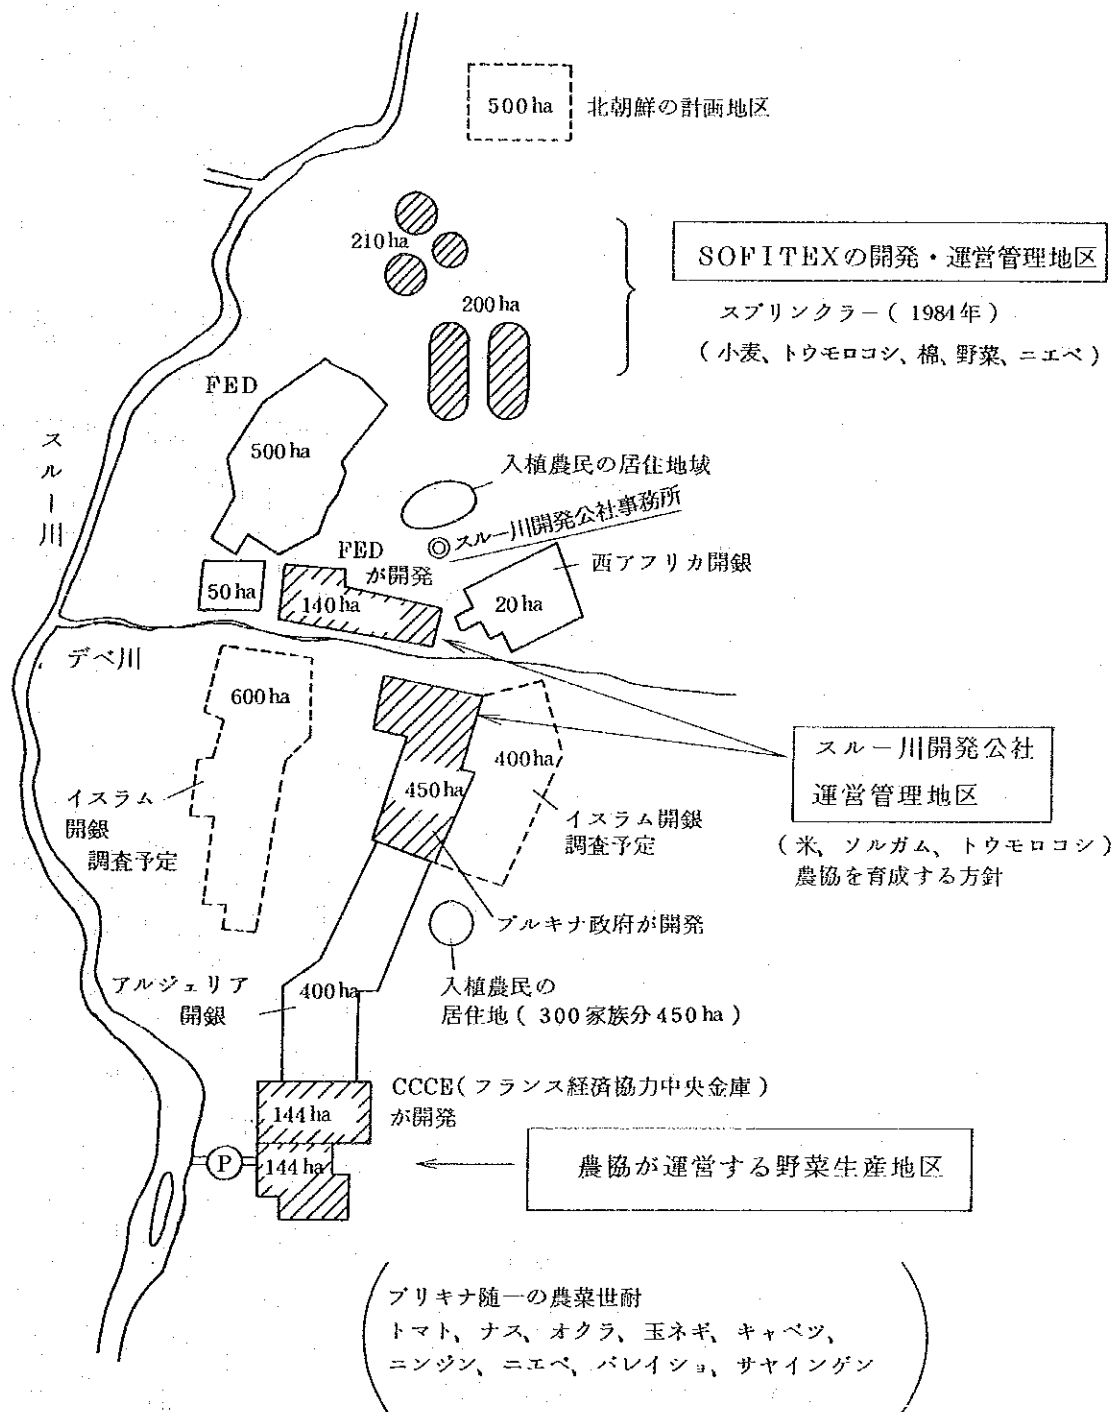 500ha 北朝鮮の計画地区
210ha
200ha
SOFITEXの開発・運営管理地区
スプリンクラー(1984年)
(小麦、トウモロコシ、棉、野菜、ニエベ)
FED
500ha
スルー川
入植農民の居住地域
スルー川開発公社事務所
FED
が開発
西アフリカ開銀
50ha
140ha
20ha
デベ川
600ha
400ha
450ha
スルー川開発公社
運営管理地区
(米、ソルガム、トウモロコシ)
農協を育成する方針
イスラム
開銀
調査予定
イスラム開銀
調査予定
ブルキナ政府が開発
アルジェリア
開銀
400ha
入植農民の
居住地(300家族分450ha)
CCCE(フランス経済協力中央金庫)
が開発
144ha
P
144ha
農協が運営する野菜生産地区
ブリキナ随一の農菜世耐
トマト、ナス、オクラ、玉ネギ、キャベツ、
ニンジン、ニエベ、バレイショ、サヤインゲン